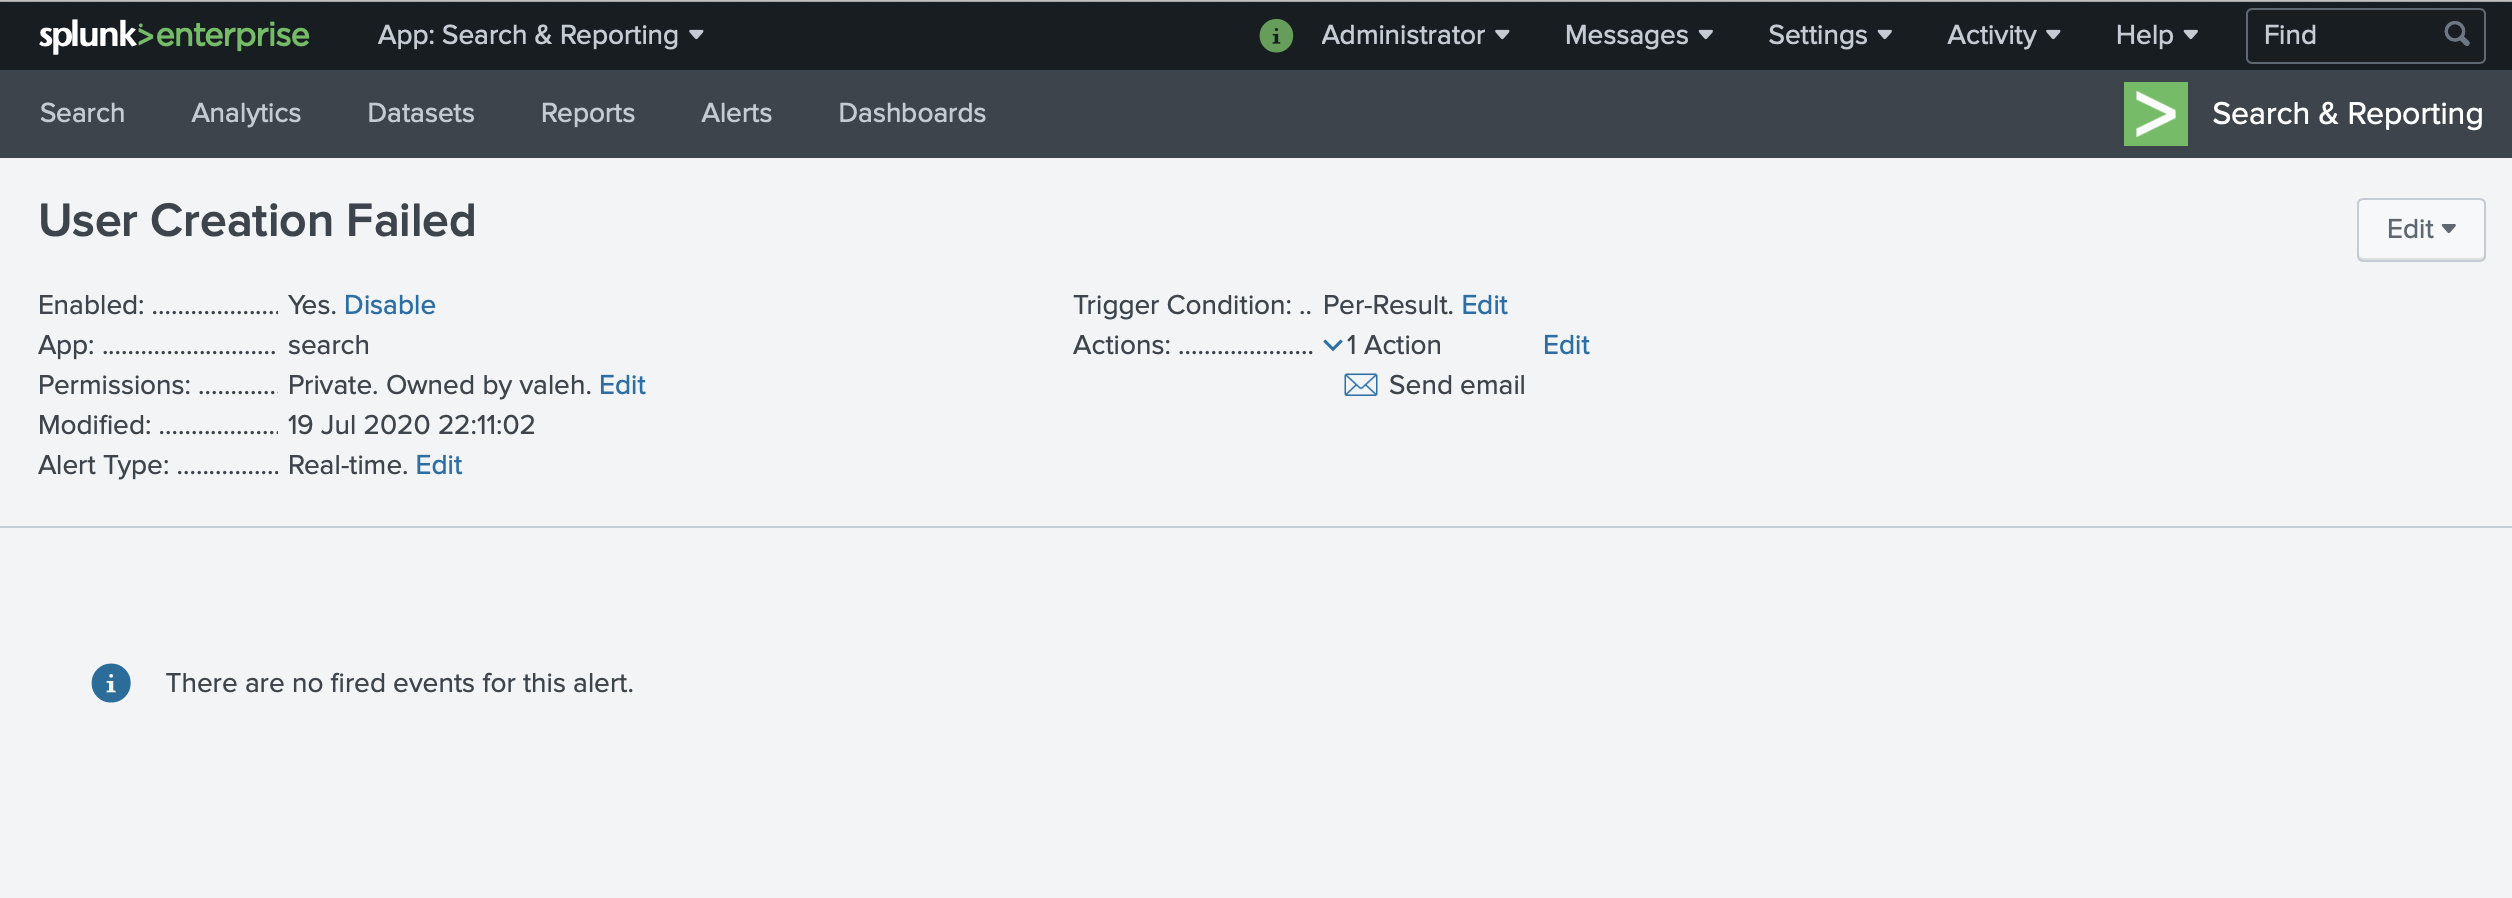 splunk>enterprise App: Search & Reporting i Administrator Messages Settings Activity Help Find
Search Analytics Datasets Reports Alerts Dashboards Search & Reporting
User Creation Failed
Edit
Enabled: .................... Yes. Disable
App: ........................... search
Permissions: ............. Private. Owned by valeh. Edit
Modified: ................... 19 Jul 2020 22:11:02
Alert Type: ................ Real-time. Edit
Trigger Condition: .. Per-Result. Edit
Actions: ..................... 1 Action Edit
Send email
i There are no fired events for this alert.